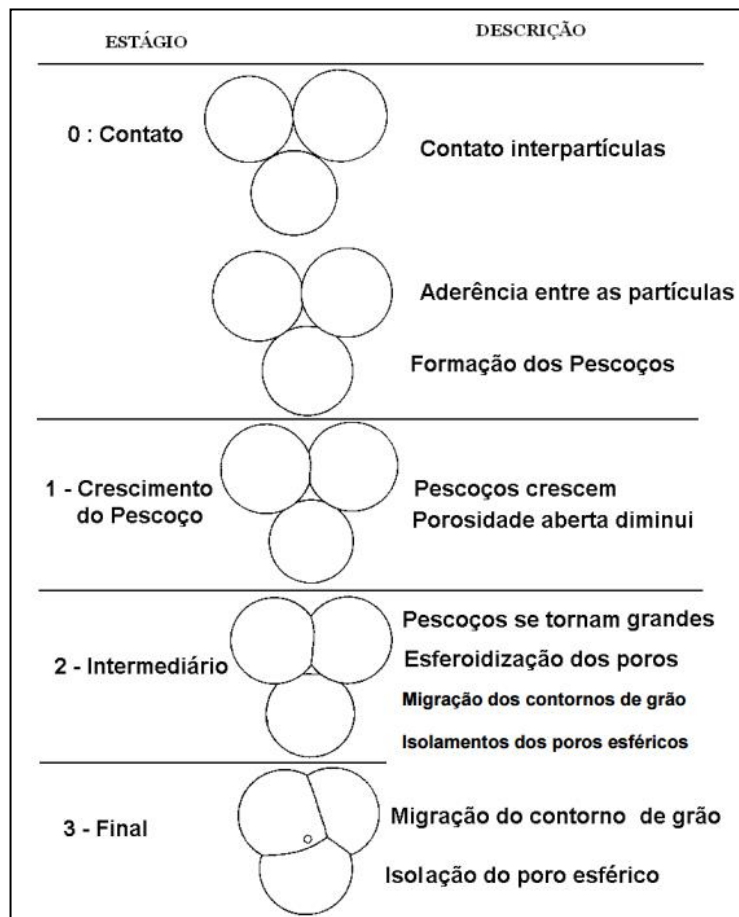 ESTÁGIO
DESCRIÇÃO
0 : Contato
Contato interpartículas
Aderência entre as partículas
Formação dos Pescoços
1 - Crescimento
do Pescoço
Pescoços crescem
Porosidade aberta diminui
2 - Intermediário
Pescoços se tornam grandes
Esferoidização dos poros
Migração dos contornos de grão
Isolamentos dos poros esféricos
3 - Final
Migração do contorno de grão
Isolação do poro esférico